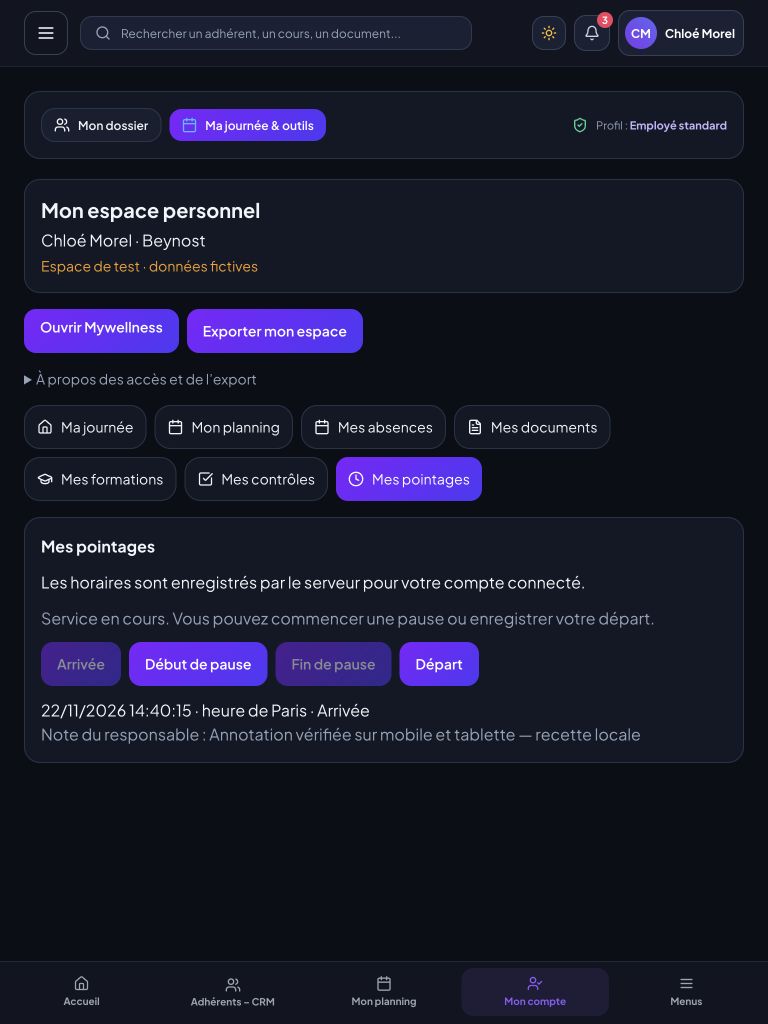 Rechercher un adhérent, un cours, un document...
3
CM
Chloé Morel
Mon dossier
Ma journée & outils
Profil : Employé standard
Mon espace personnel
Chloé Morel · Beynost
Espace de test · données fictives
Ouvrir Mywellness
Exporter mon espace
À propos des accès et de l'export
Ma journée
Mon planning
Mes absences
Mes documents
Mes formations
Mes contrôles
Mes pointages
Mes pointages
Les horaires sont enregistrés par le serveur pour votre compte connecté.
Service en cours. Vous pouvez commencer une pause ou enregistrer votre départ.
Arrivée
Début de pause
Fin de pause
Départ
22/11/2026 14:40:15 · heure de Paris · Arrivée
Note du responsable : Annotation vérifiée sur mobile et tablette — recette locale
Accueil
Adhérents – CRM
Mon planning
Mon compte
Menus